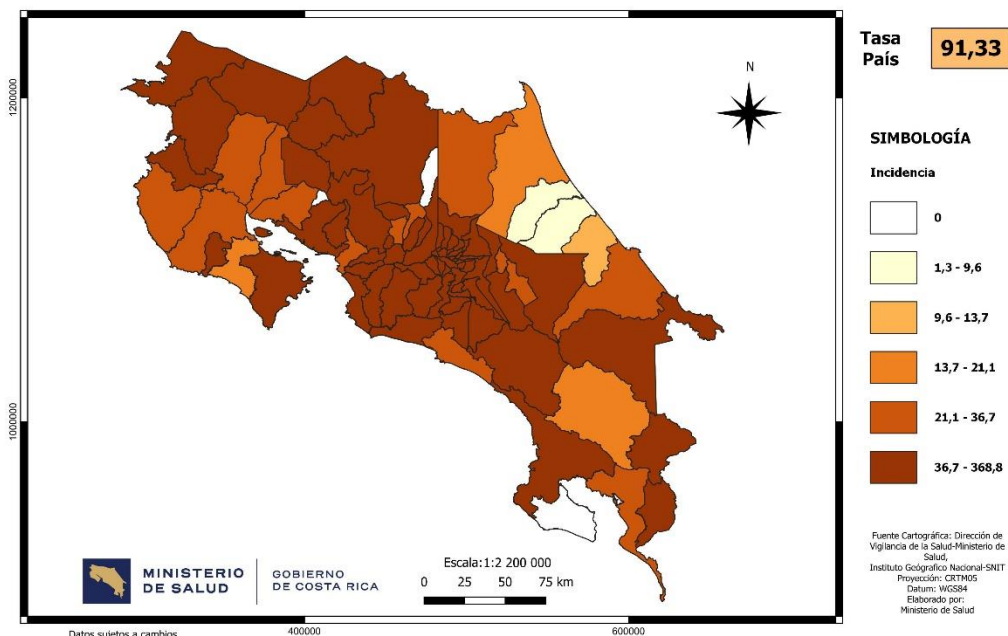 Tasa
País
91,33
N
SIMBOLOGÍA
Incidencia
0
1,3 - 9,6
9,6 - 13,7
13,7 - 21,1
21,1 - 36,7
36,7 - 368,8
1200000
1000000
Escala:1:2 200 000
0 25 50 75 km
MINISTERIO
DE SALUD
GOBIERNO
DE COSTA RICA
Datos sujetos a cambios
400000
600000
Fuente Cartográfica: Dirección de
Vigilancia de la Salud-Ministerio de
Salud,
Instituto Geógrafico Nacional-SNIT
Proyección: CRTM05
Datum: WGS84
Elaborado por:
Ministerio de Salud